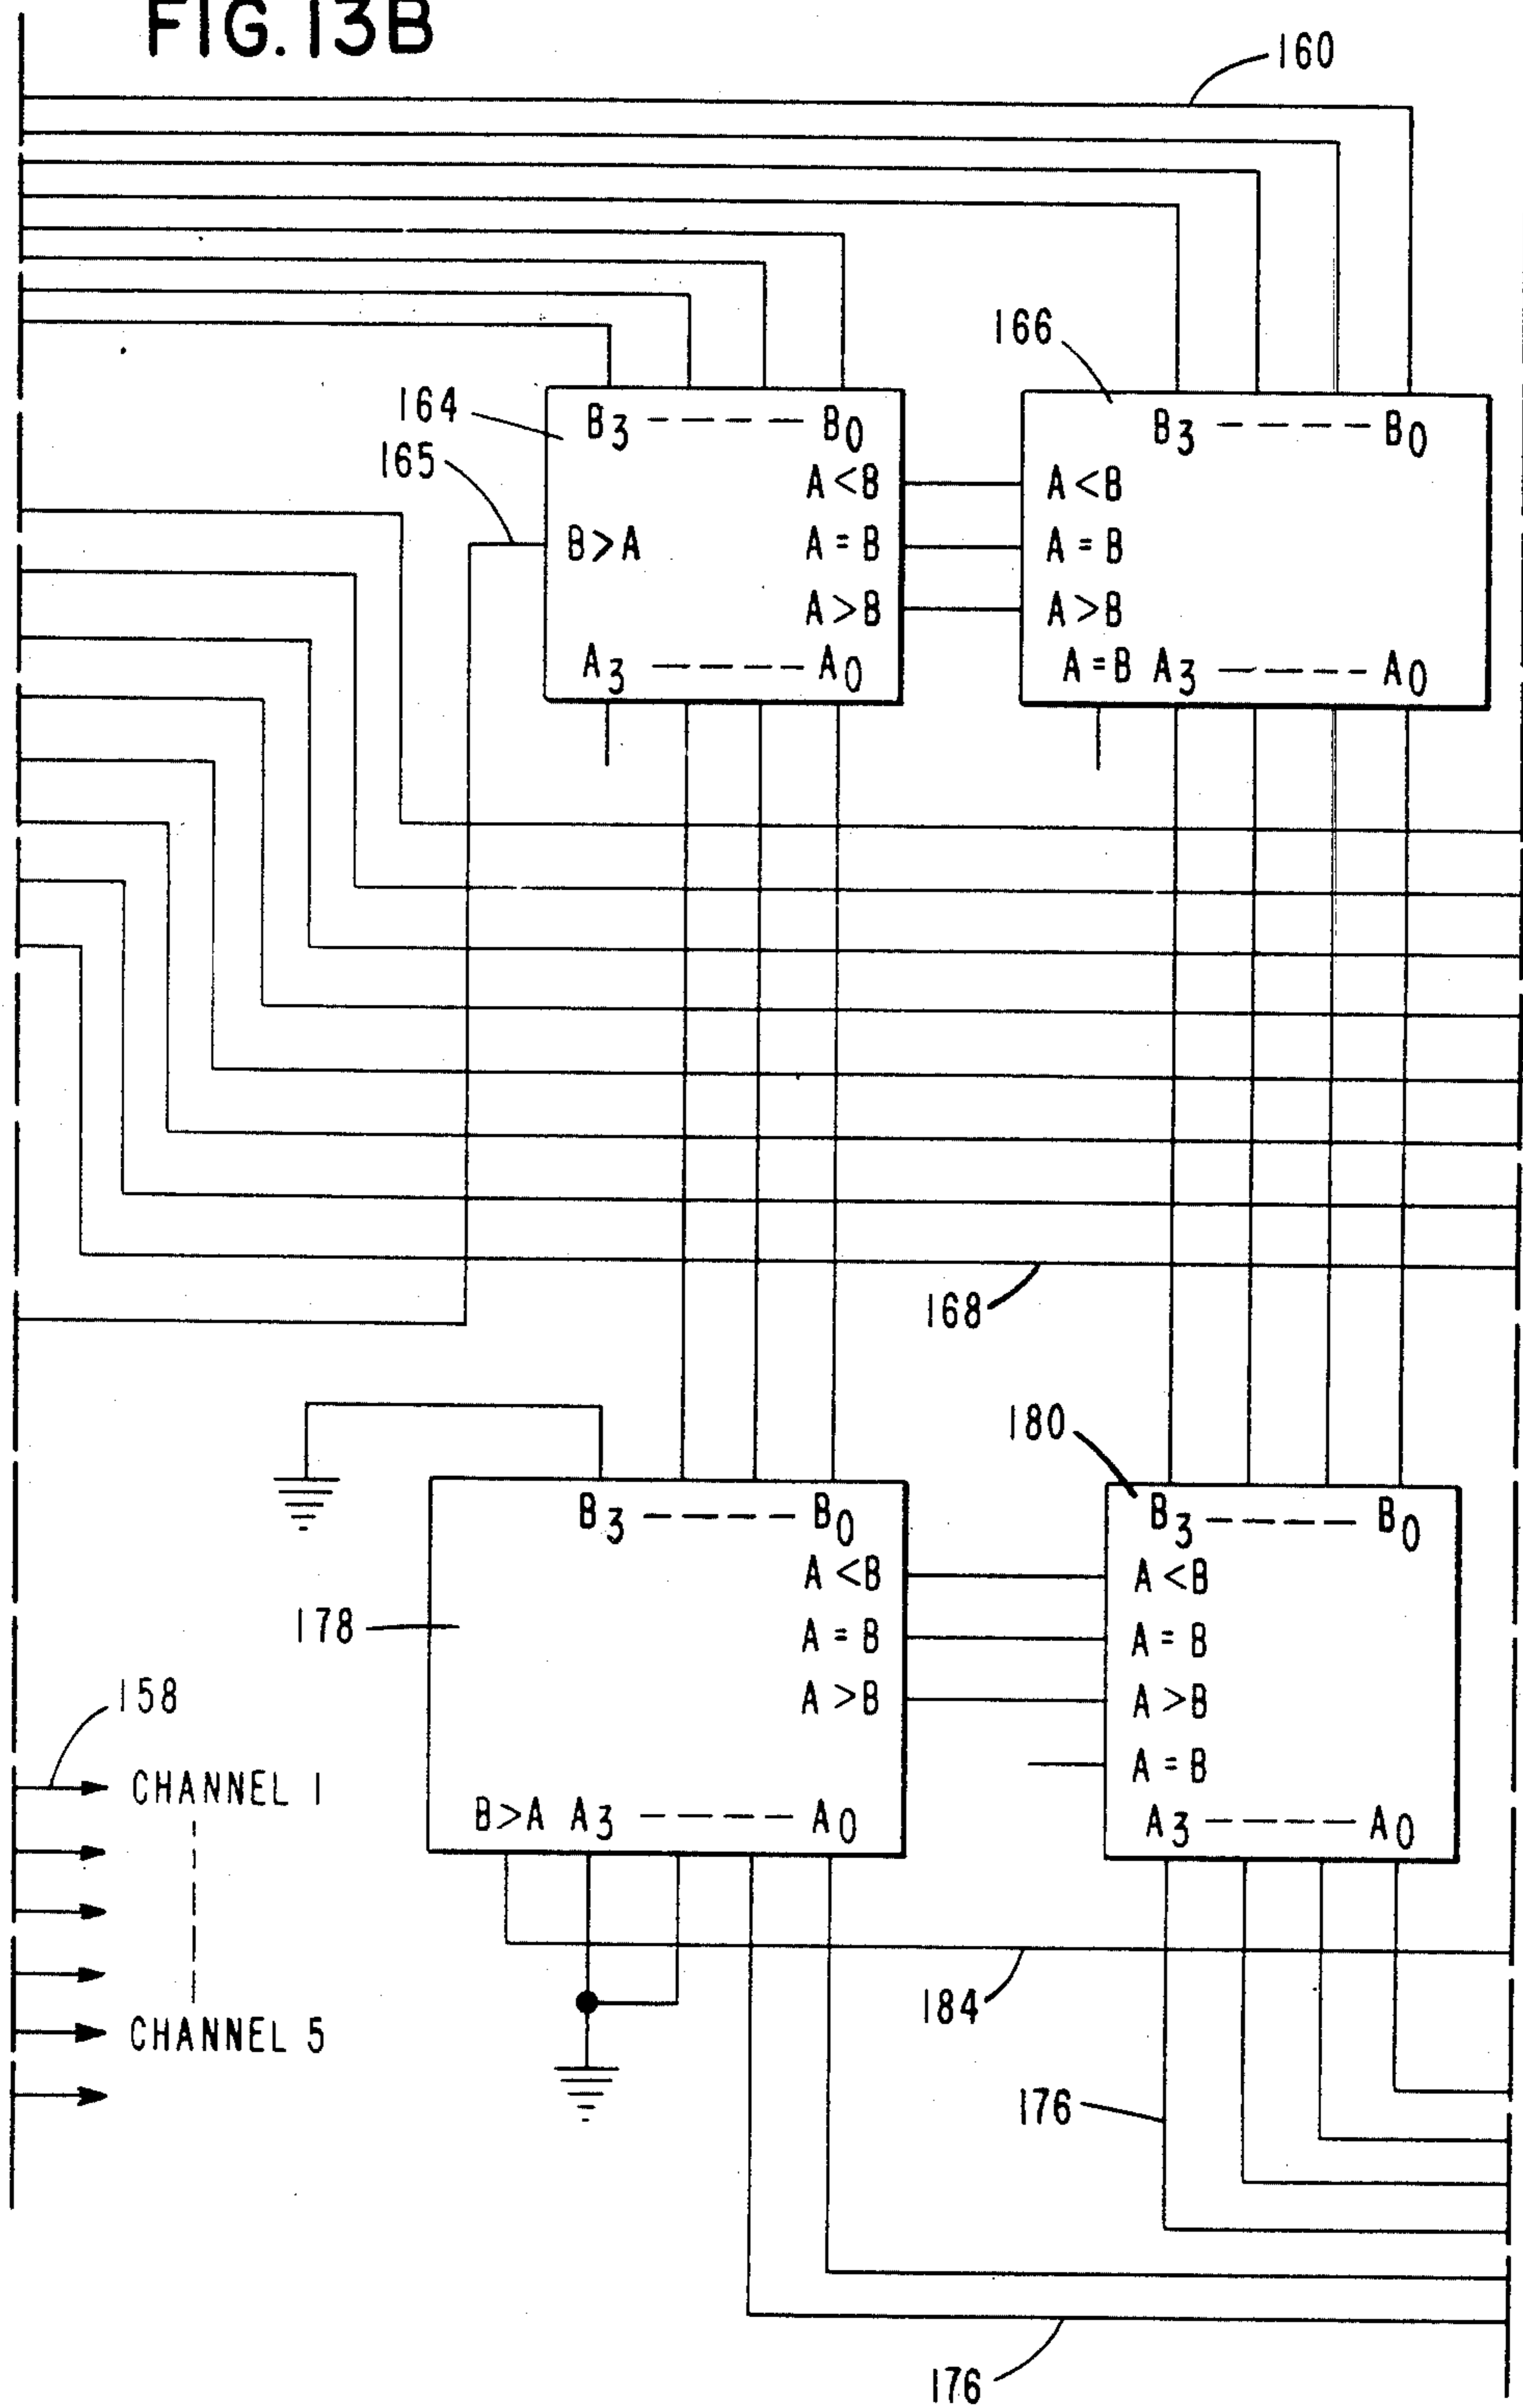 FIG. 13B
160
166
164
165
B3 ---- B0
A<B
B>A A=B
A>B
A3 ---- A0
B3 ---- B0
A<B
A=B
A>B
A=B A3 ---- A0
168
180
178
B3 ---- B0
A<B
A=B
A>B
B>A A3 ---- A0
B3 ---- B0
A<B
A=B
A>B
A=B
A3 ---- A0
158
CHANNEL 1
CHANNEL 5
184
176
176